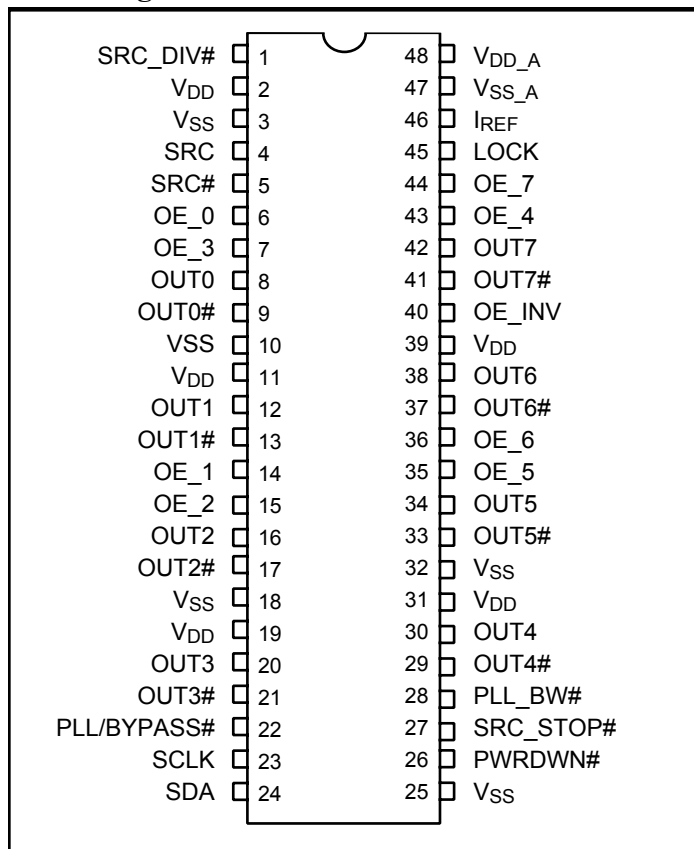 SRC_DIV# 1 48 VDD_A
VDD 2 47 VSS_A
VSS 3 46 IREF
SRC 4 45 LOCK
SRC# 5 44 OE_7
OE_0 6 43 OE_4
OE_3 7 42 OUT7
OUT0 8 41 OUT7#
OUT0# 9 40 OE_INV
VSS 10 39 VDD
VDD 11 38 OUT6
OUT1 12 37 OUT6#
OUT1# 13 36 OE_6
OE_1 14 35 OE_5
OE_2 15 34 OUT5
OUT2 16 33 OUT5#
OUT2# 17 32 VSS
VSS 18 31 VDD
VDD 19 30 OUT4
OUT3 20 29 OUT4#
OUT3# 21 28 PLL_BW#
PLL/BYPASS# 22 27 SRC_STOP#
SCLK 23 26 PWRDWN#
SDA 24 25 VSS